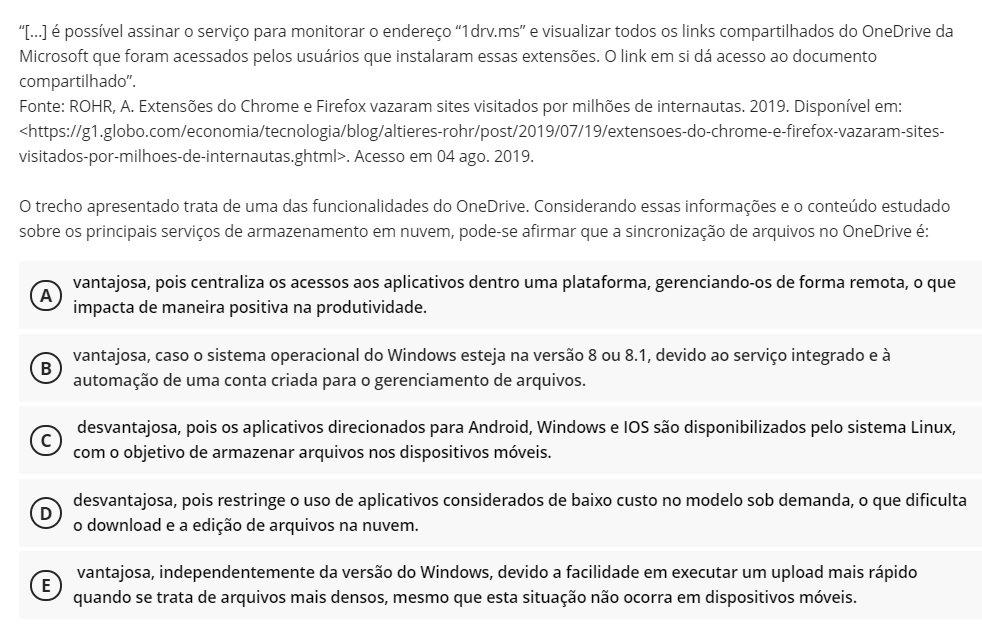 “[...] é possível assinar o serviço para monitorar o endereço “1drv.ms” e visualizar todos os links compartilhados do OneDrive da
Microsoft que foram acessados pelos usuários que instalaram essas extensões. O link em si dá acesso ao documento
compartilhado”.
Fonte: ROHR, A. Extensões do Chrome e Firefox vazaram sites visitados por milhões de internautas. 2019. Disponível em:
<https://g1.globo.com/economia/tecnologia/blog/altieres-rohr/post/2019/07/19/extensoes-do-chrome-e-firefox-vazaram-sites-
visitados-por-milhoes-de-internautas.ghtml>. Acesso em 04 ago. 2019.
O trecho apresentado trata de uma das funcionalidades do OneDrive. Considerando essas informações e o conteúdo estudado
sobre os principais serviços de armazenamento em nuvem, pode-se afirmar que a sincronização de arquivos no OneDrive é:
A vantajosa, pois centraliza os acessos aos aplicativos dentro uma plataforma, gerenciando-os de forma remota, o que
impacta de maneira positiva na produtividade.
B vantajosa, caso o sistema operacional do Windows esteja na versão 8 ou 8.1, devido ao serviço integrado e à
automação de uma conta criada para o gerenciamento de arquivos.
C desvantajosa, pois os aplicativos direcionados para Android, Windows e IOS são disponibilizados pelo sistema Linux,
com o objetivo de armazenar arquivos nos dispositivos móveis.
D desvantajosa, pois restringe o uso de aplicativos considerados de baixo custo no modelo sob demanda, o que dificulta
o download e a edição de arquivos na nuvem.
E vantajosa, independentemente da versão do Windows, devido a facilidade em executar um upload mais rápido
quando se trata de arquivos mais densos, mesmo que esta situação não ocorra em dispositivos móveis.